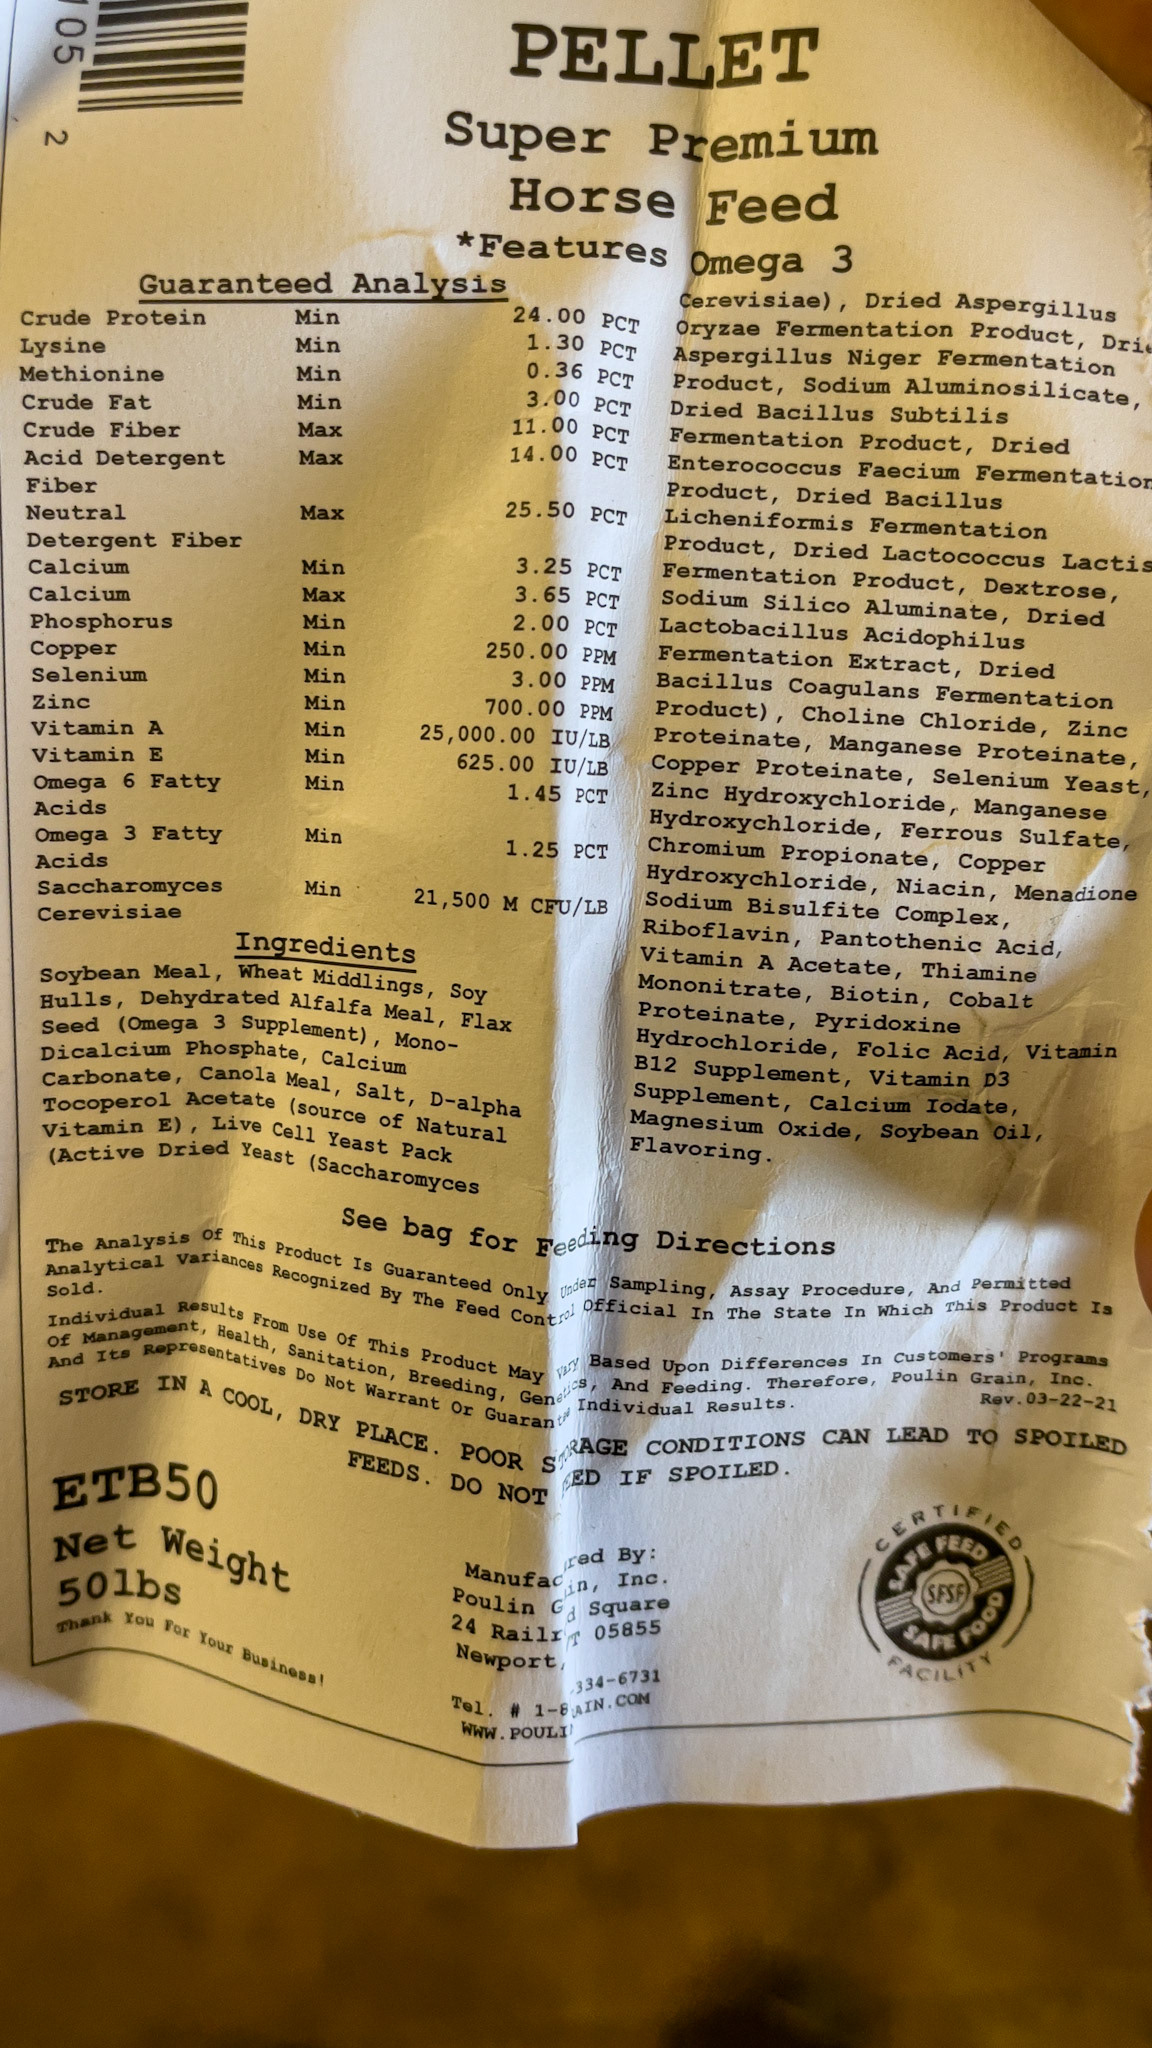 105
2
PELLET
Super Premium
Horse Feed
*Features Omega 3
Guaranteed Analysis
Crude Protein Min 24.00 PCT
Lysine Min 1.30 PCT
Methionine Min 0.36 PCT
Crude Fat Min 3.00 PCT
Crude Fiber Max 11.00 PCT
Acid Detergent Max 14.00 PCT
Fiber
Neutral Max 25.50 PCT
Detergent Fiber
Calcium Min 3.25 PCT
Calcium Max 3.65 PCT
Phosphorus Min 2.00 PCT
Copper Min 250.00 PPM
Selenium Min 3.00 PPM
Zinc Min 700.00 PPM
Vitamin A Min 25,000.00 IU/LB
Vitamin E Min 625.00 IU/LB
Omega 6 Fatty Min 1.45 PCT
Acids
Omega 3 Fatty Min 1.25 PCT
Acids
Saccharomyces Min 21,500 M CFU/LB
Cerevisiae
Ingredients
Soybean Meal, Wheat Middlings, Soy
Hulls, Dehydrated Alfalfa Meal, Flax
Seed (Omega 3 Supplement), Mono-
Dicalcium Phosphate, Calcium
Carbonate, Canola Meal, Salt, D-alpha
Tocoperol Acetate (source of Natural
Vitamin E), Live Cell Yeast Pack
(Active Dried Yeast (Saccharomyces
Cerevisiae), Dried Aspergillus
Oryzae Fermentation Product, Drie
Aspergillus Niger Fermentation
Product, Sodium Aluminosilicate,
Dried Bacillus Subtilis
Fermentation Product, Dried
Enterococcus Faecium Fermentation
Product, Dried Bacillus
Licheniformis Fermentation
Product, Dried Lactococcus Lactis
Fermentation Product, Dextrose,
Sodium Silico Aluminate, Dried
Lactobacillus Acidophilus
Fermentation Extract, Dried
Bacillus Coagulans Fermentation
Product), Choline Chloride, Zinc
Proteinate, Manganese Proteinate,
Copper Proteinate, Selenium Yeast,
Zinc Hydroxychloride, Manganese
Hydroxychloride, Ferrous Sulfate,
Chromium Propionate, Copper
Hydroxychloride, Niacin, Menadione
Sodium Bisulfite Complex,
Riboflavin, Pantothenic Acid,
Vitamin A Acetate, Thiamine
Mononitrate, Biotin, Cobalt
Proteinate, Pyridoxine
Hydrochloride, Folic Acid, Vitamin
B12 Supplement, Vitamin D3
Supplement, Calcium Iodate,
Magnesium Oxide, Soybean Oil,
Flavoring.
See bag for Feeding Directions
The Analysis Of This Product Is Guaranteed Only Under Sampling, Assay Procedure, And Permitted
Analytical Variances Recognized By The Feed Control Official In The State In Which This Product Is
Sold.
Individual Results From Use Of This Product May Vary Based Upon Differences In Customers' Programs
Of Management, Health, Sanitation, Breeding, Genetics, And Feeding. Therefore, Poulin Grain, Inc.
And Its Representatives Do Not Warrant Or Guarantee Individual Results.
Rev.03-22-21
STORE IN A COOL, DRY PLACE. POOR STORAGE CONDITIONS CAN LEAD TO SPOILED
FEEDS. DO NOT FEED IF SPOILED.
ETB50
Net Weight
50lbs
Thank You For Your Business!
Manufac red By:
Poulin G in, Inc.
24 Railr d Square
Newport, VT 05855
Tel. # 1-8 334-6731
WWW.POULI AIN.COM
CERTIFIED
SAFE FEED
SFSF
SAFE FOOD
FACILITY